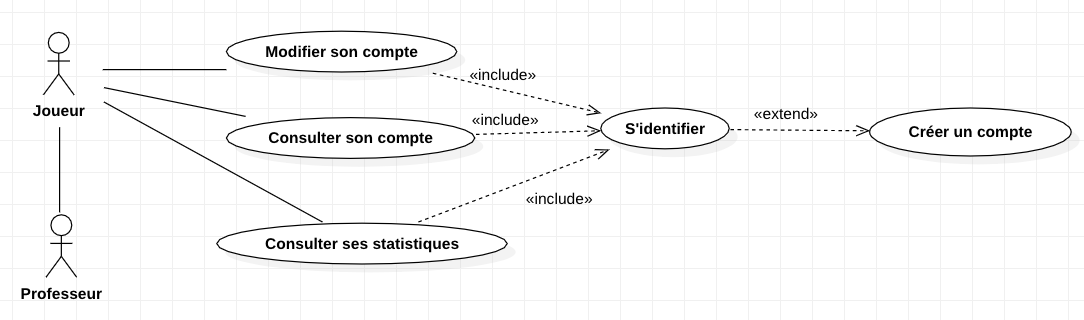 Modifier son compte
«include»
Joueur
«include»
«extend»
S'identifier
Créer un compte
Consulter son compte
«include»
Consulter ses statistiques
Professeur